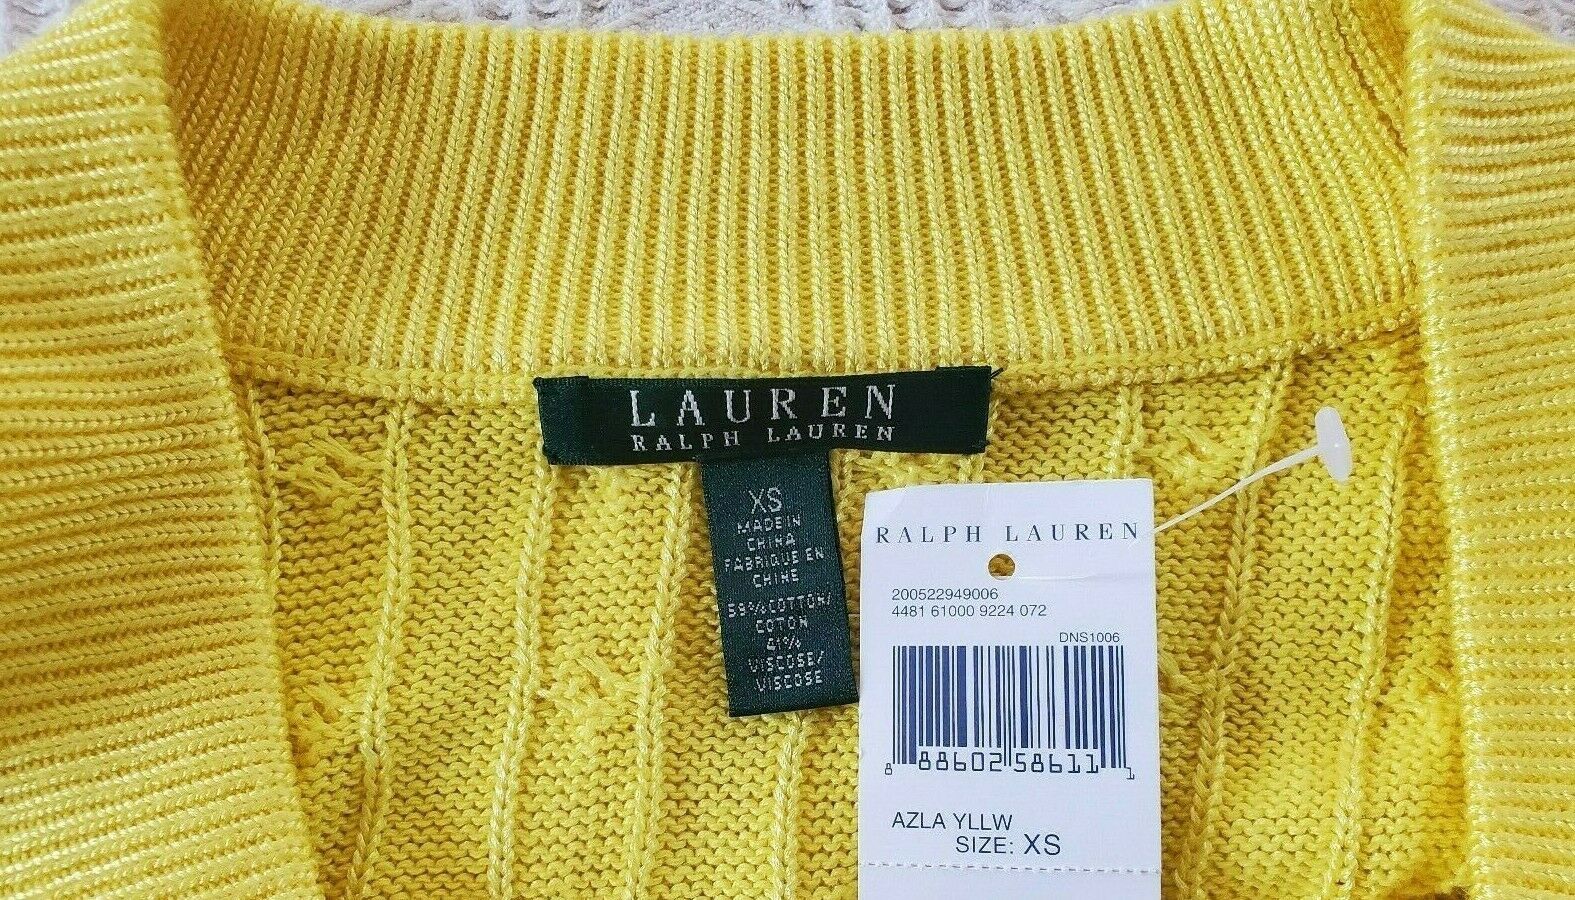 LAUREN
RALPH LAUREN
XS
MADE IN
CHINA
FABRIQUE EN
CHINE
59%COTTON/
COTON
41%
VISCOSE/
VISCOSE
RALPH LAUREN
200522949006
4481 61000 9224 072
DNS1006
8 88602 58611 1
AZLA YLLW
SIZE: XS